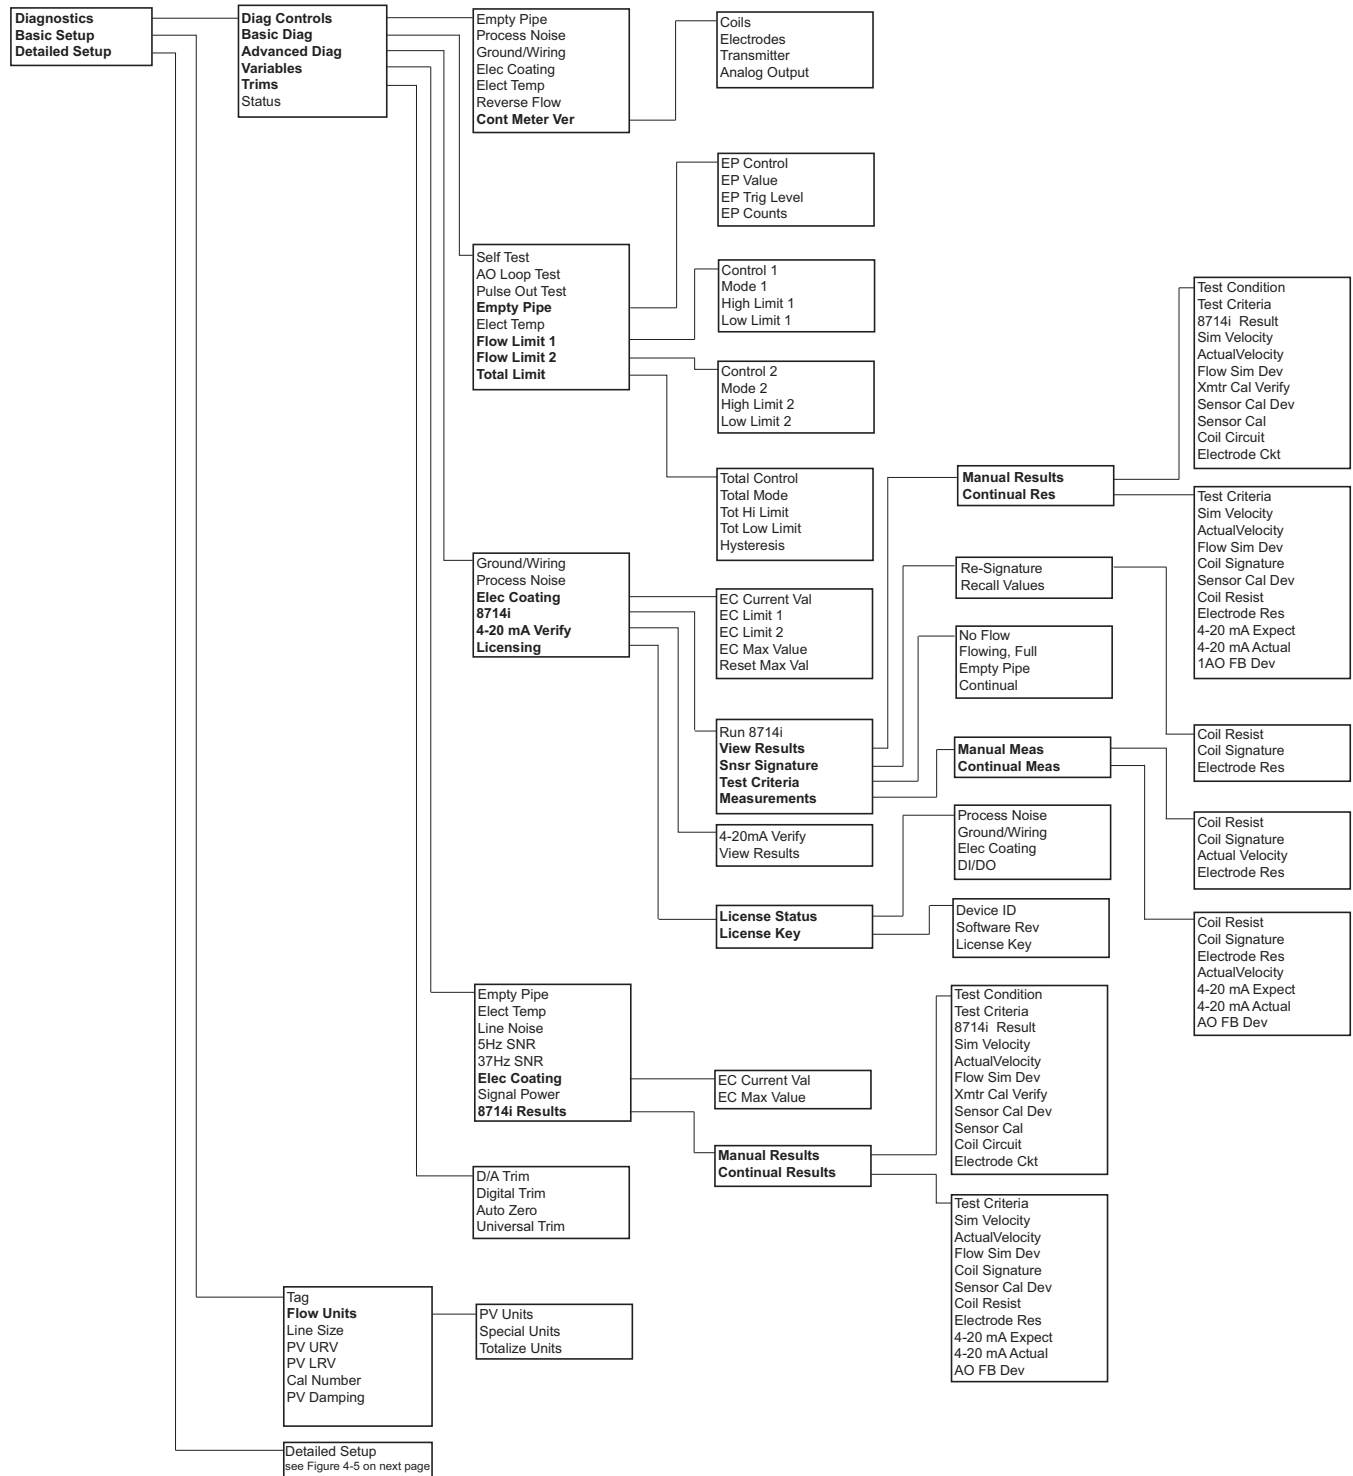 Diagnostics
Basic Setup
Detailed Setup
Diag Controls
Basic Diag
Advanced Diag
Variables
Trims
Status
Empty Pipe
Process Noise
Ground/Wiring
Elec Coating
Elect Temp
Reverse Flow
Cont Meter Ver
Coils
Electrodes
Transmitter
Analog Output
Self Test
AO Loop Test
Pulse Out Test
Empty Pipe
Elect Temp
Flow Limit 1
Flow Limit 2
Total Limit
EP Control
EP Value
EP Trig Level
EP Counts
Control 1
Mode 1
High Limit 1
Low Limit 1
Control 2
Mode 2
High Limit 2
Low Limit 2
Total Control
Total Mode
Tot Hi Limit
Tot Low Limit
Hysteresis
Ground/Wiring
Process Noise
Elec Coating
8714i
4-20 mA Verify
Licensing
EC Current Val
EC Limit 1
EC Limit 2
EC Max Value
Reset Max Val
Run 8714i
View Results
Snsr Signature
Test Criteria
Measurements
4-20mA Verify
View Results
License Status
License Key
Manual Results
Continual Res
Re-Signature
Recall Values
No Flow
Flowing, Full
Empty Pipe
Continual
Manual Meas
Continual Meas
Process Noise
Ground/Wiring
Elec Coating
DI/DO
Device ID
Software Rev
License Key
Test Condition
Test Criteria
8714i  Result
Sim Velocity
ActualVelocity
Flow Sim Dev
Xmtr Cal Verify
Sensor Cal Dev
Sensor Cal
Coil Circuit
Electrode Ckt
Test Criteria
Sim Velocity
ActualVelocity
Flow Sim Dev
Coil Signature
Sensor Cal Dev
Coil Resist
Electrode Res
4-20 mA Expect
4-20 mA Actual
1AO FB Dev
Coil Resist
Coil Signature
Electrode Res
Coil Resist
Coil Signature
Actual Velocity
Electrode Res
Coil Resist
Coil Signature
Electrode Res
ActualVelocity
4-20 mA Expect
4-20 mA Actual
AO FB Dev
Empty Pipe
Elect Temp
Line Noise
5Hz SNR
37Hz SNR
Elec Coating
Signal Power
8714i Results
EC Current Val
EC Max Value
Manual Results
Continual Results
Test Condition
Test Criteria
8714i  Result
Sim Velocity
ActualVelocity
Flow Sim Dev
Xmtr Cal Verify
Sensor Cal Dev
Sensor Cal
Coil Circuit
Electrode Ckt
Test Criteria
Sim Velocity
ActualVelocity
Flow Sim Dev
Coil Signature
Sensor Cal Dev
Coil Resist
Electrode Res
4-20 mA Expect
4-20 mA Actual
AO FB Dev
D/A Trim
Digital Trim
Auto Zero
Universal Trim
Tag
Flow Units
Line Size
PV URV
PV LRV
Cal Number
PV Damping
PV Units
Special Units
Totalize Units
Detailed Setup
see Figure 4-5 on next page